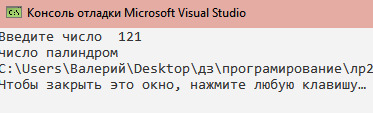 Консоль отладки Microsoft Visual Studio
Введите число  121
число палиндром
C:\Users\Валерий\Desktop\дз\програмирование\лр2
Чтобы закрыть это окно, нажмите любую клавишу…